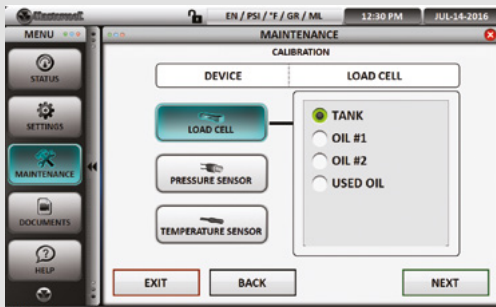 Mastercool
EN / PSI / °F / GR / ML
12:30 PM
JUL-14-2016
MENU
MAINTENANCE
STATUS
SETTINGS
MAINTENANCE
DOCUMENTS
HELP
CALIBRATION
DEVICE
LOAD CELL
LOAD CELL
PRESSURE SENSOR
TEMPERATURE SENSOR
TANK
OIL #1
OIL #2
USED OIL
EXIT
BACK
NEXT